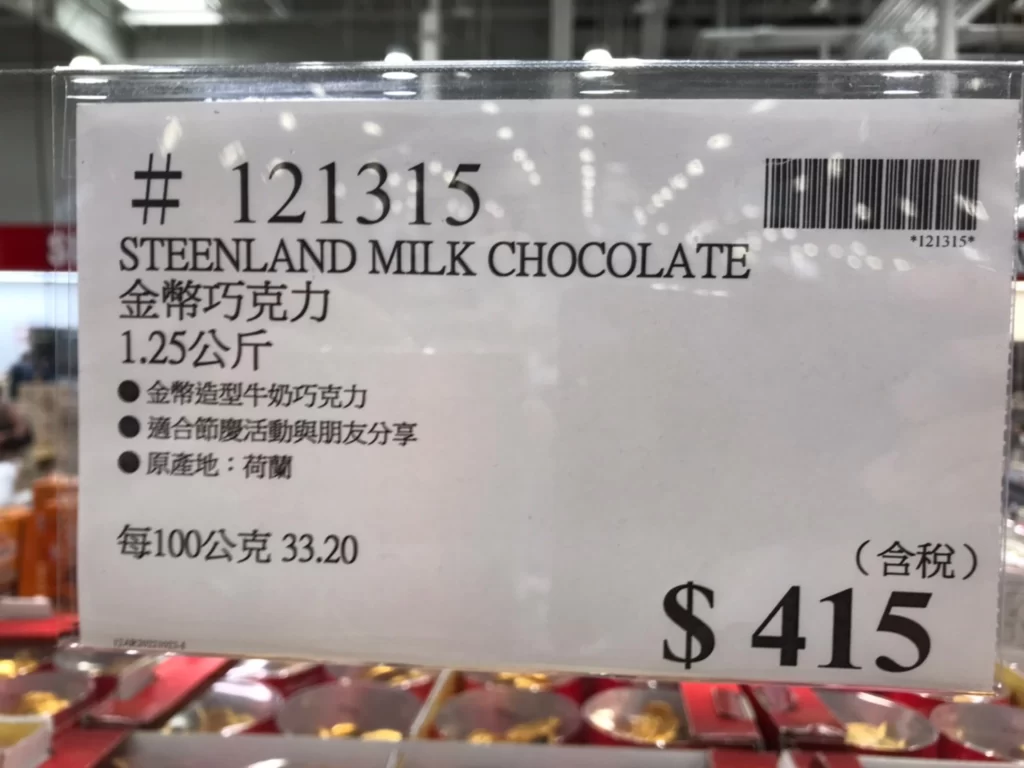 # 121315
*121315*
STEENLAND MILK CHOCOLATE
金幣巧克力
1.25公斤
● 金幣造型牛奶巧克力
● 適合節慶活動與朋友分享
● 原產地：荷蘭
每100公克 33.20
（含稅）
$ 415